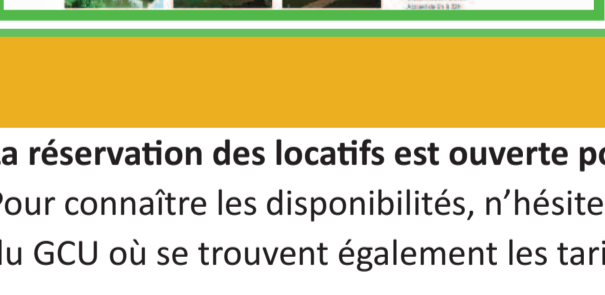 a réservation des locatifs est ouverte po
Pour connaître les disponibilités, n'hésite
du GCU où se trouvent également les tari